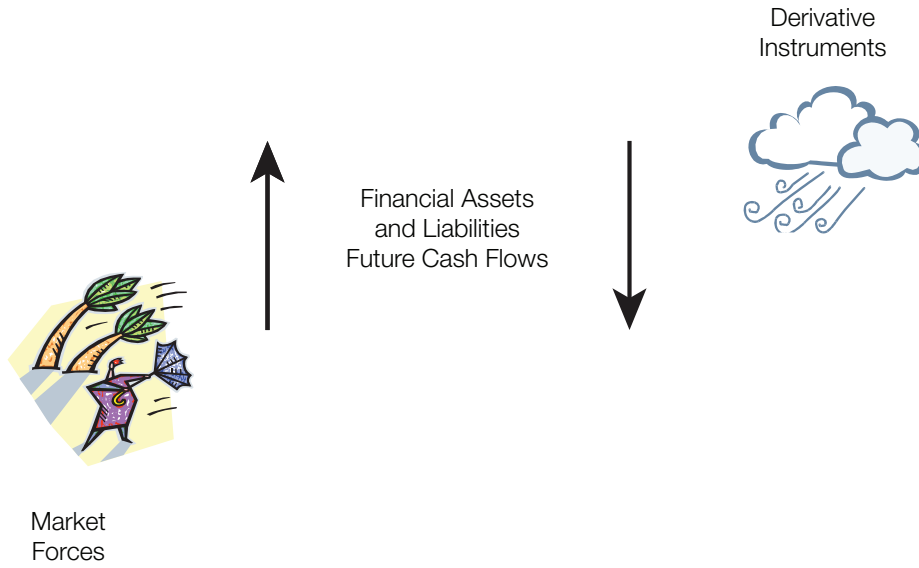 Derivative
Instruments
Financial Assets
and Liabilities
Future Cash Flows
Market
Forces